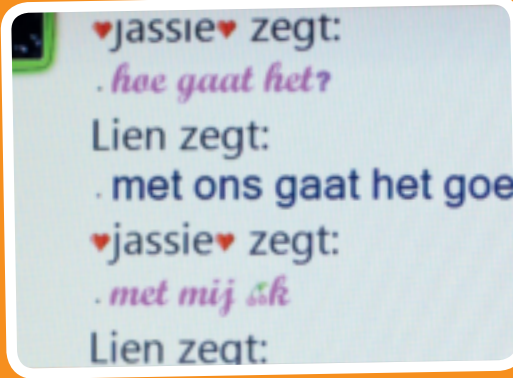 ♥jassie♥ zegt:
. hoe gaat het?
Lien zegt:
. met ons gaat het goe
♥jassie♥ zegt:
. met mij k
Lien zegt: